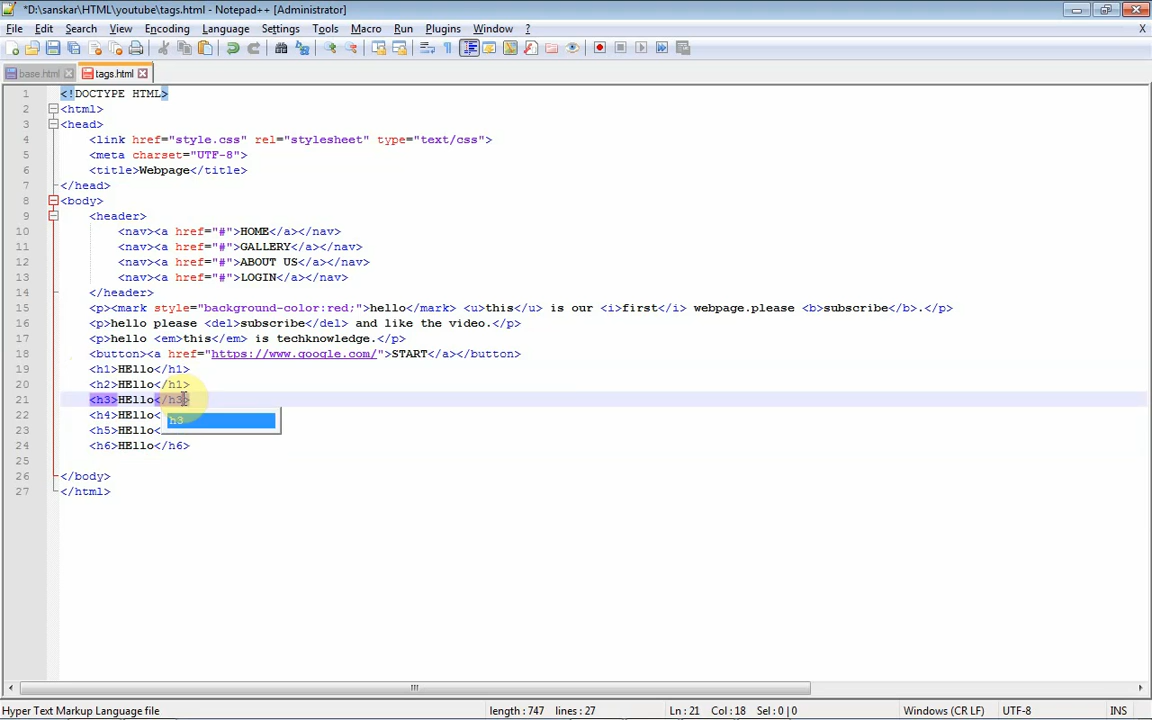 *D:\sanskar\HTML\youtube\tags.html - Notepad++ [Administrator]
File Edit Search View Encoding Language Settings Tools Macro Run Plugins Window ? X
base.html tags.html
1 <!DOCTYPE HTML>
2 <html>
3 <head>
4 <link href="style.css" rel="stylesheet" type="text/css">
5 <meta charset="UTF-8">
6 <title>Webpage</title>
7 </head>
8 <body>
9 <header>
10 <nav><a href="#">HOME</a></nav>
11 <nav><a href="#">GALLERY</a></nav>
12 <nav><a href="#">ABOUT US</a></nav>
13 <nav><a href="#">LOGIN</a></nav>
14 </header>
15 <p><mark style="background-color:red;">hello</mark> <u>this</u> is our <i>first</i> webpage.please <b>subscribe</b>.</p>
16 <p>hello please <del>subscribe</del> and like the video.</p>
17 <p>hello <em>this</em> is techknowledge.</p>
18 <button><a href="https://www.google.com/">START</a></button>
19 <h1>HEllo</h1>
20 <h2>HEllo</h1>
21 <h3>HEllo</h3>
22 <h4>HEllo<
h3
23 <h5>HEllo<
24 <h6>HEllo</h6>
25
26 </body>
27 </html>
Hyper Text Markup Language file length : 747 lines : 27 Ln : 21 Col : 18 Sel : 0 | 0 Windows (CR LF) UTF-8 INS